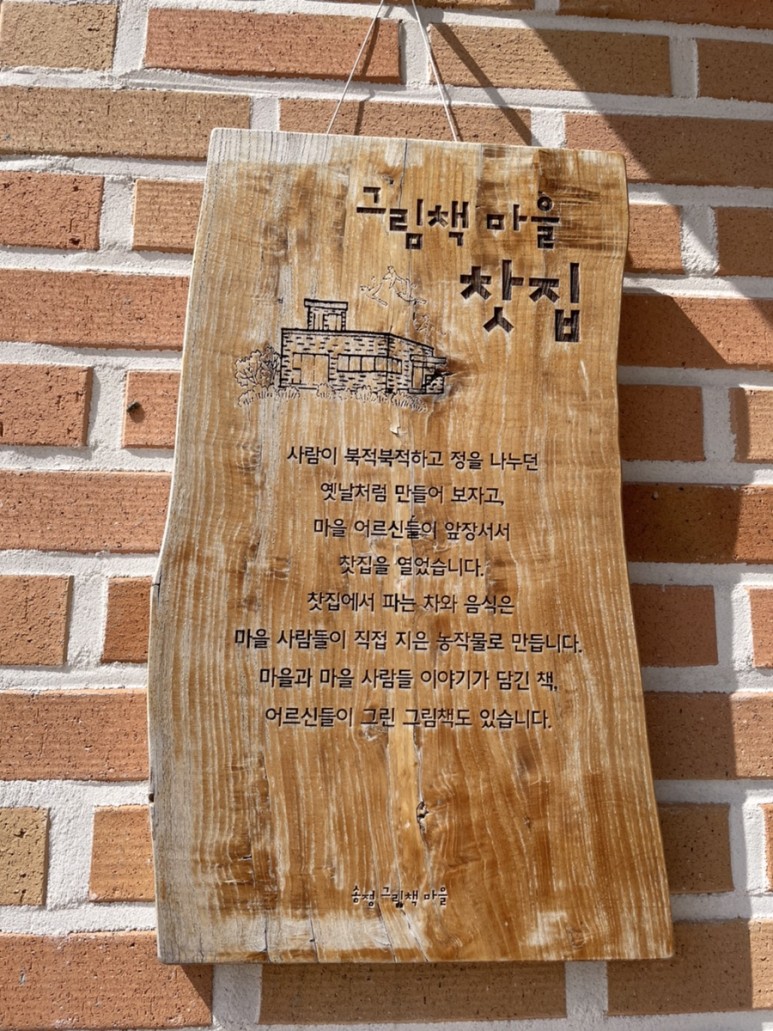 그림책 마을
찻집
사람이 북적북적하고 정을 나누던
옛날처럼 만들어 보자고,
마을 어르신들이 앞장서서
찻집을 열었습니다.
찻집에서 파는 차와 음식은
마을 사람들이 직접 지은 농작물로 만듭니다.
마을과 마을 사람들 이야기가 담긴 책,
어르신들이 그린 그림책도 있습니다.
송정 그림책 마을